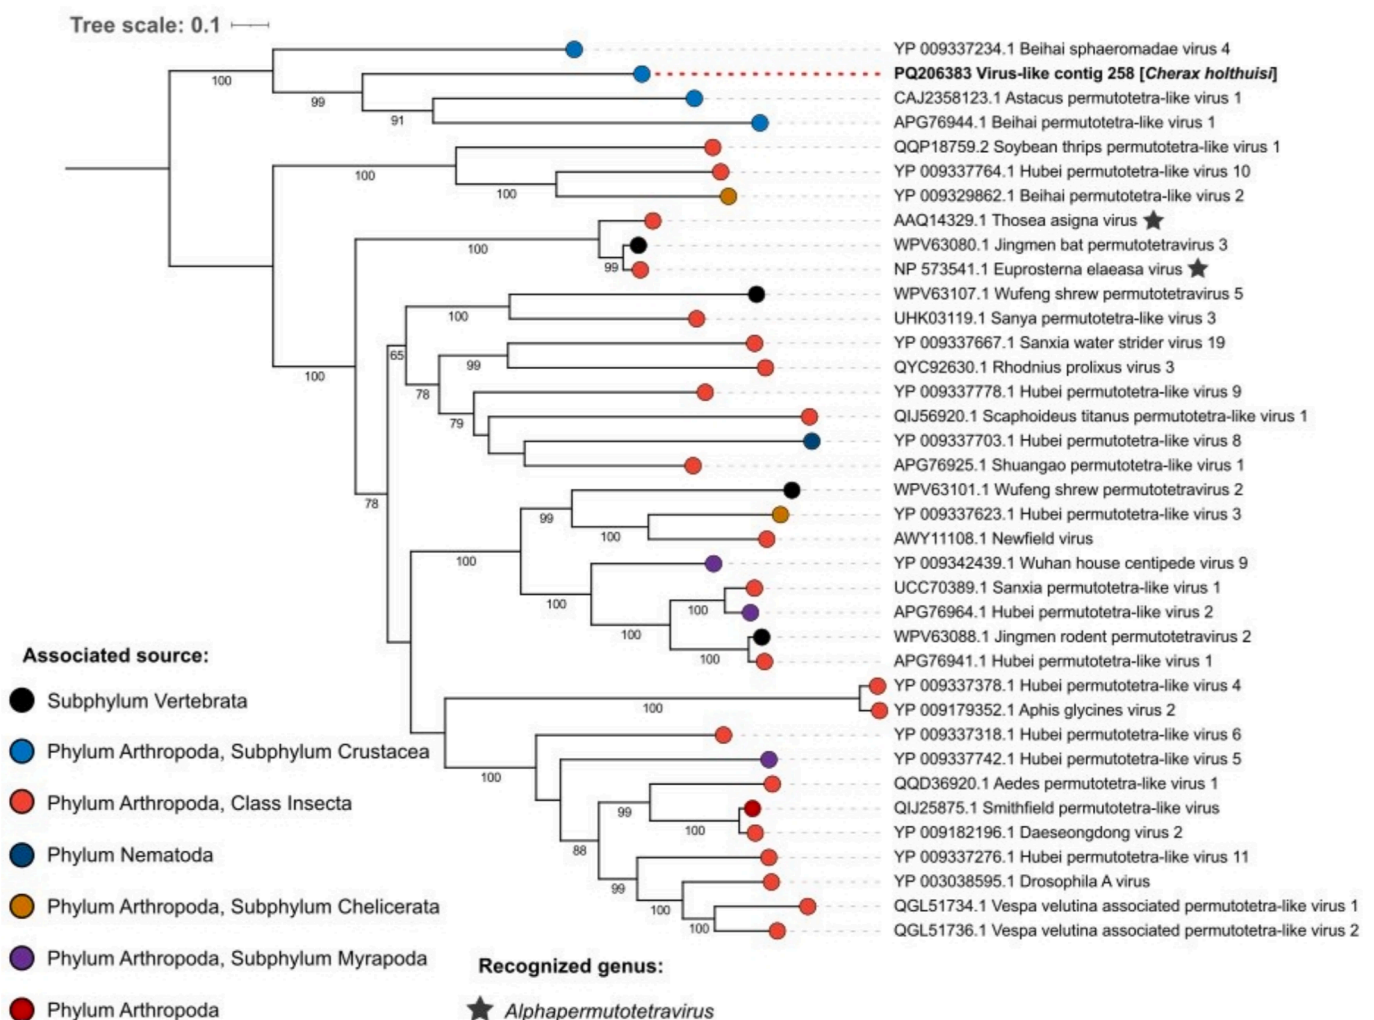 Tree scale: 0.1
YP 009337234.1 Beihai sphaeromadae virus 4
100
PQ206383 Virus-like contig 258 [Cherax holthuisi]
99
CAJ2358123.1 Astacus permutotetra-like virus 1
91
APG76944.1 Beihai permutotetra-like virus 1
QQP18759.2 Soybean thrips permutotetra-like virus 1
100
YP 009337764.1 Hubei permutotetra-like virus 10
100
YP 009329862.1 Beihai permutotetra-like virus 2
AAQ14329.1 Thosea asigna virus
100
WPV63080.1 Jingmen bat permutotetravirus 3
99
NP 573541.1 Euprosterna elaeasa virus
WPV63107.1 Wufeng shrew permutotetravirus 5
100
UHK03119.1 Sanya permutotetra-like virus 3
YP 009337667.1 Sanxia water strider virus 19
65
99
QYC92630.1 Rhodnius prolixus virus 3
100
78
YP 009337778.1 Hubei permutotetra-like virus 9
QIJ56920.1 Scaphoideus titanus permutotetra-like virus 1
79
YP 009337703.1 Hubei permutotetra-like virus 8
APG76925.1 Shuangao permutotetra-like virus 1
WPV63101.1 Wufeng shrew permutotetravirus 2
78
99
YP 009337623.1 Hubei permutotetra-like virus 3
100
AWY11108.1 Newfield virus
100
YP 009342439.1 Wuhan house centipede virus 9
UCC70389.1 Sanxia permutotetra-like virus 1
100
100
APG76964.1 Hubei permutotetra-like virus 2
100
WPV63088.1 Jingmen rodent permutotetravirus 2
100
APG76941.1 Hubei permutotetra-like virus 1
YP 009337378.1 Hubei permutotetra-like virus 4
100
YP 009179352.1 Aphis glycines virus 2
YP 009337318.1 Hubei permutotetra-like virus 6
YP 009337742.1 Hubei permutotetra-like virus 5
100
QQD36920.1 Aedes permutotetra-like virus 1
99
QIJ25875.1 Smithfield permutotetra-like virus
100
YP 009182196.1 Daeseongdong virus 2
88
YP 009337276.1 Hubei permutotetra-like virus 11
99
YP 003038595.1 Drosophila A virus
100
QGL51734.1 Vespa velutina associated permutotetra-like virus 1
100
QGL51736.1 Vespa velutina associated permutotetra-like virus 2
Associated source:
Subphylum Vertebrata
Phylum Arthropoda, Subphylum Crustacea
Phylum Arthropoda, Class Insecta
Phylum Nematoda
Phylum Arthropoda, Subphylum Chelicerata
Phylum Arthropoda, Subphylum Myrapoda
Phylum Arthropoda
Recognized genus:
Alphapermutotetravirus